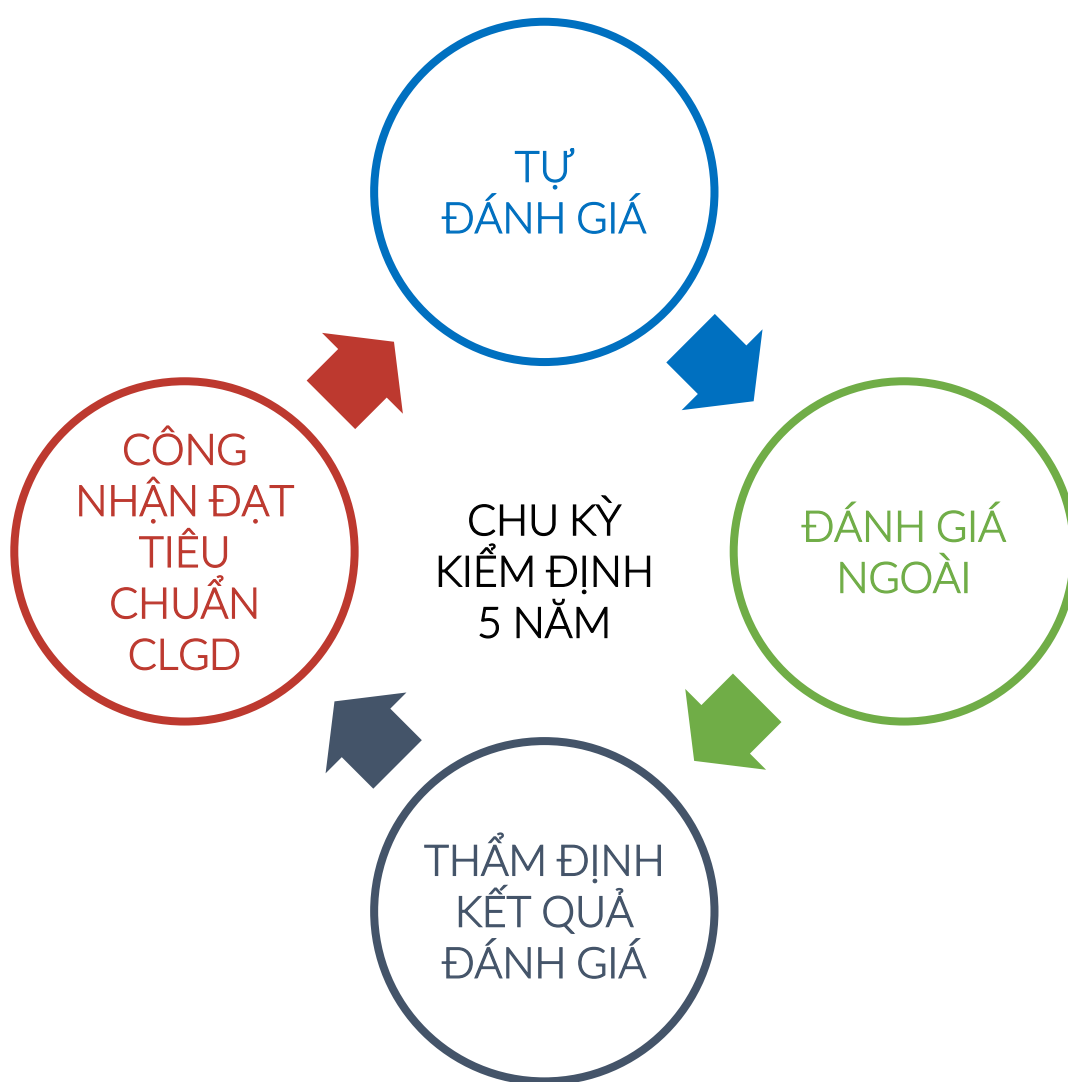 TỰ
ĐÁNH GIÁ
CÔNG
NHẬN ĐẠT
TIÊU
CHUẨN
CLGD
CHU KỲ
KIỂM ĐỊNH
5 NĂM
ĐÁNH GIÁ
NGOÀI
THẨM ĐỊNH
KẾT QUẢ
ĐÁNH GIÁ